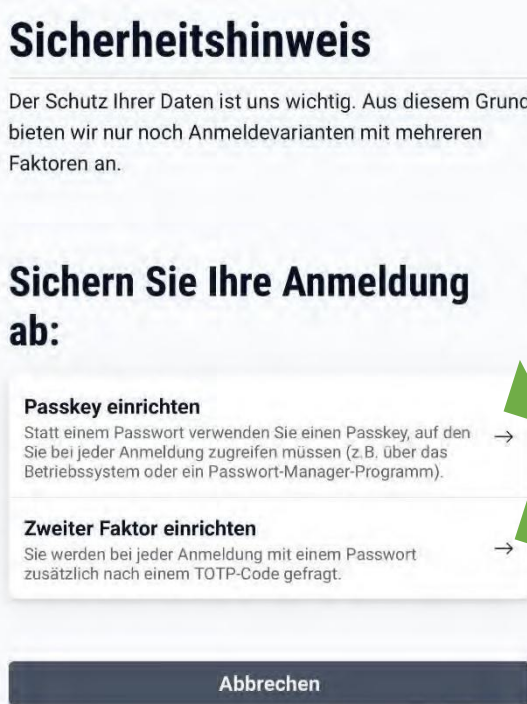 Sicherheitshinweis
Der Schutz Ihrer Daten ist uns wichtig. Aus diesem Grund
bieten wir nur noch Anmeldevarianten mit mehreren
Faktoren an.
Sichern Sie Ihre Anmeldung
ab:
Passkey einrichten
Statt einem Passwort verwenden Sie einen Passkey, auf den
Sie bei jeder Anmeldung zugreifen müssen (z.B. über das
Betriebssystem oder ein Passwort-Manager-Programm).
Zweiter Faktor einrichten
Sie werden bei jeder Anmeldung mit einem Passwort
zusätzlich nach einem TOTP-Code gefragt.
Abbrechen